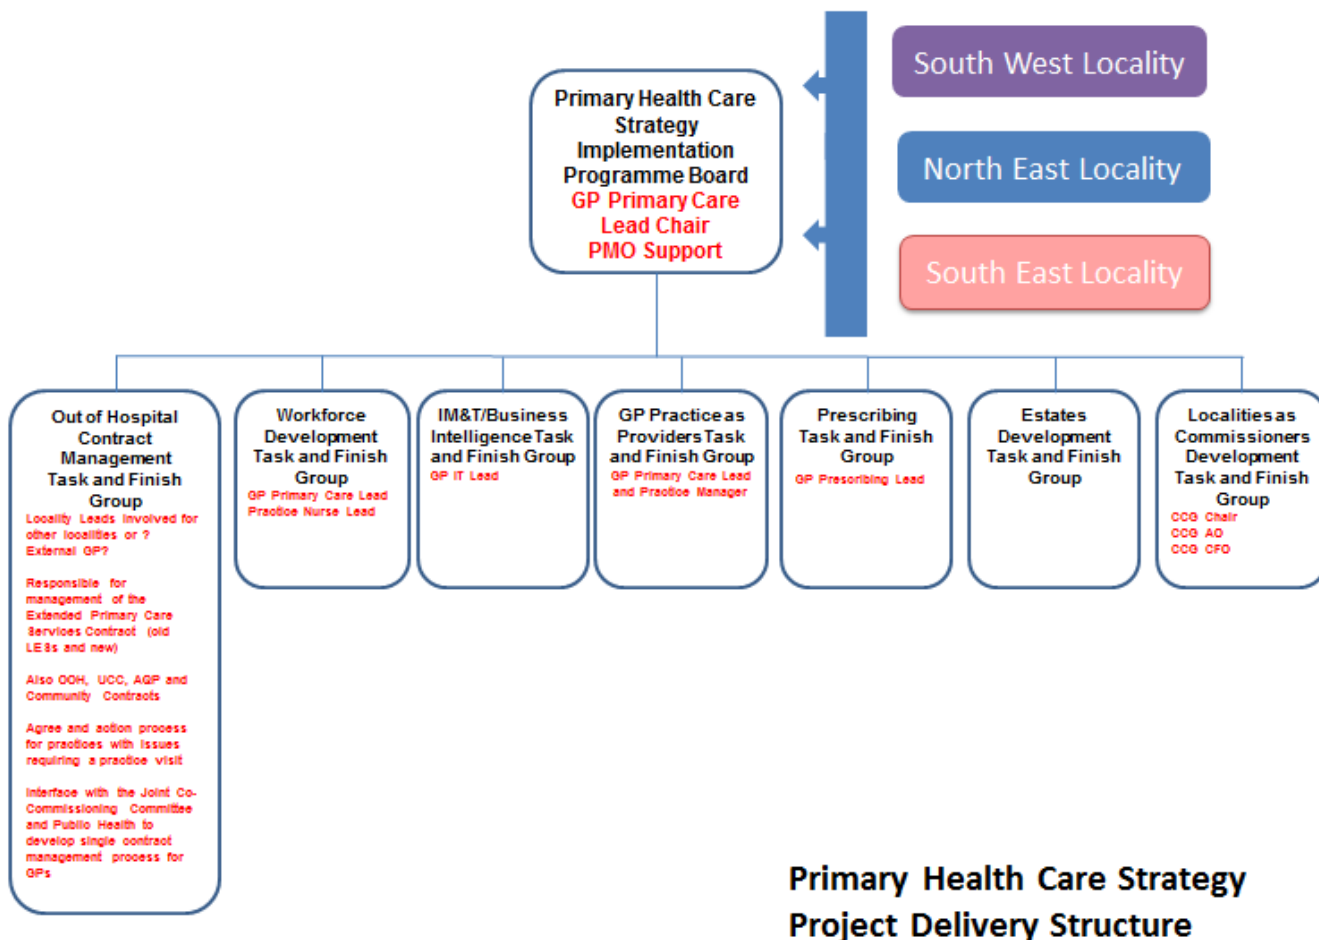 South West Locality
North East Locality
South East Locality
Primary Health Care
Strategy
Implementation
Programme Board
GP Primary Care
Lead Chair
PMO Support
Out of Hospital
Contract
Management
Task and Finish
Group
Locality Leads Involved for
other localities or ?
External GP?
Responsible for
management of the
Extended Primary Care
Services Contract (old
LESs and new)
Also OOH, UCC, AQP and
Community Contracts
Agree and action process
for practices with issues
requiring a practice visit
Interface with the Joint Co-
Commissioning Committee
and Public Health to
develop single contract
management process for
GPs
Workforce
Development
Task and Finish
Group
GP Primary Care Lead
Practice Nurse Lead
IM&T/Business
Intelligence Task
and Finish Group
GP IT Lead
GP Practice as
Providers Task
and Finish Group
GP Primary Care Lead
and Practice Manager
Prescribing
Task and Finish
Group
GP Prescribing Lead
Estates
Development
Task and Finish
Group
Localities as
Commissioners
Development
Task and Finish
Group
CCG Chair
CCG AO
CCG CFO
Primary Health Care Strategy
Project Delivery Structure